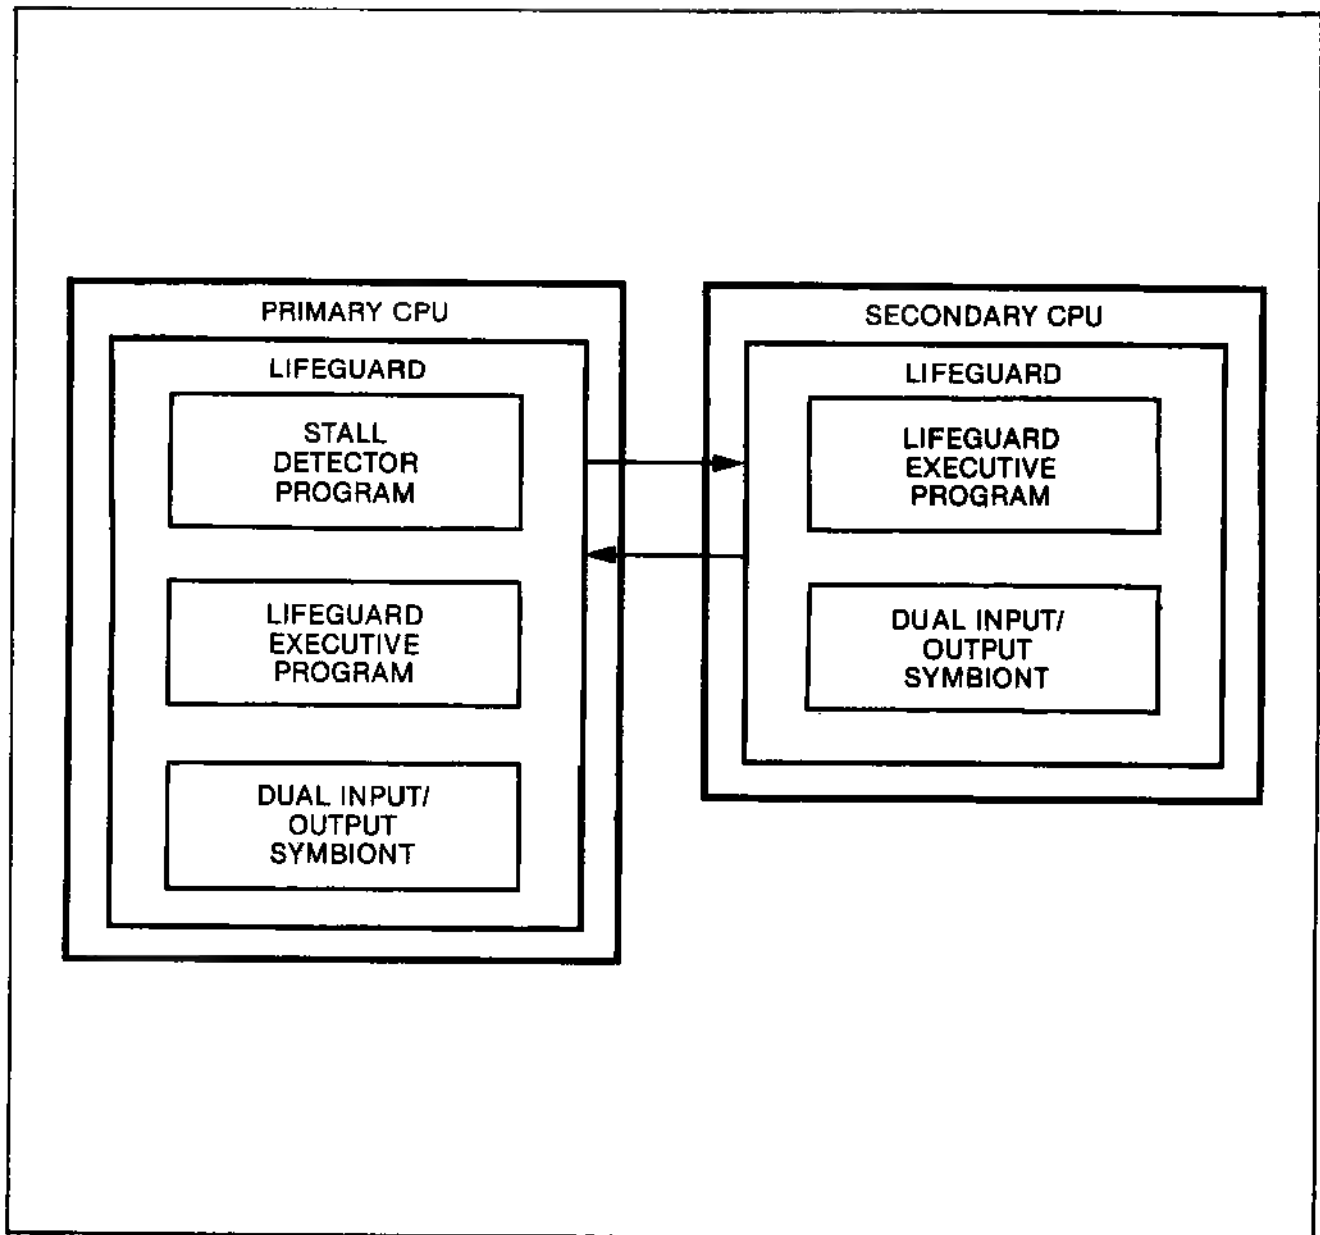 PRIMARY CPU
LIFEGUARD
STALL
DETECTOR
PROGRAM
LIFEGUARD
EXECUTIVE
PROGRAM
DUAL INPUT/
OUTPUT
SYMBIONT
SECONDARY CPU
LIFEGUARD
LIFEGUARD
EXECUTIVE
PROGRAM
DUAL INPUT/
OUTPUT
SYMBIONT